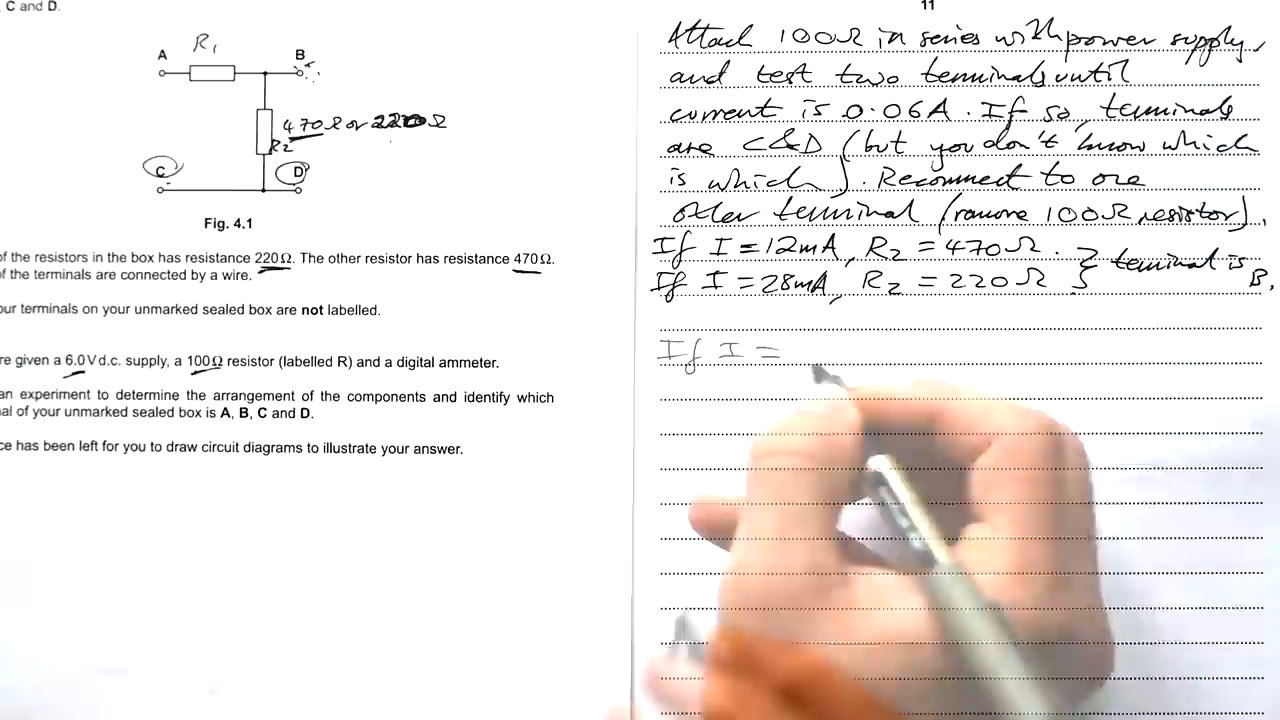 C and D.
R1
A
B
470Ω or 220Ω
R2
C
D
Fig. 4.1
of the resistors in the box has resistance 220Ω. The other resistor has resistance 470Ω.
of the terminals are connected by a wire.
our terminals on your unmarked sealed box are not labelled.
re given a 6.0V d.c. supply, a 100Ω resistor (labelled R) and a digital ammeter.
an experiment to determine the arrangement of the components and identify which
al of your unmarked sealed box is A, B, C and D.
ce has been left for you to draw circuit diagrams to illustrate your answer.
11
Attach 100Ω in series with power supply,
and test two terminals until
current is 0.06A. If so, terminals
are C&D (but you don't know which
is which). Reconnect to one
other terminal (remove 100Ω resistor).
If I = 12mA, R2 = 470Ω. } terminal is
If I = 28mA, R2 = 220Ω } B.
If I =